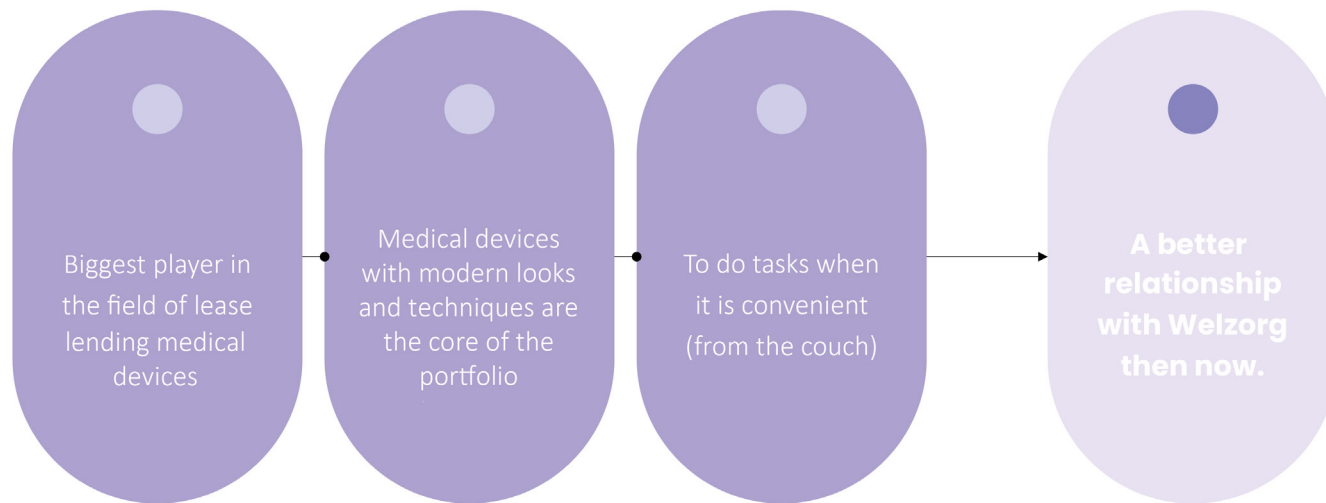 Biggest player in
the field of lease
lending medical
devices
Medical devices
with modern looks
and techniques are
the core of the
portfolio
To do tasks when
it is convenient
(from the couch)
A better
relationship
with Welzorg
then now.